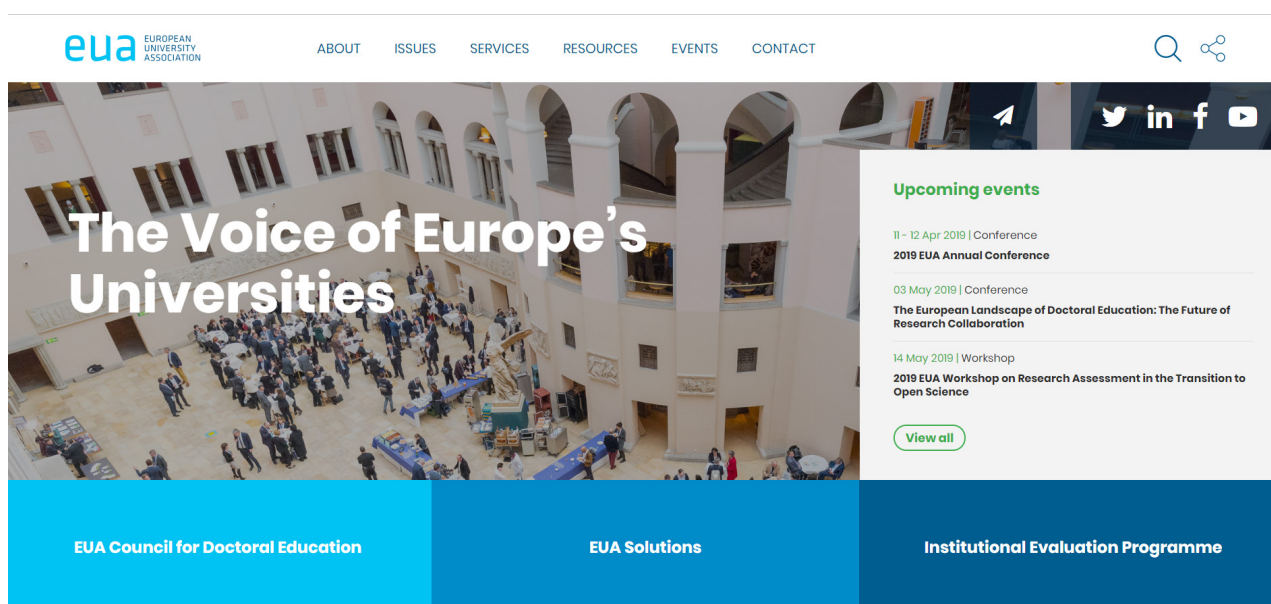 eua EUROPEAN
UNIVERSITY
ASSOCIATION
ABOUT ISSUES SERVICES RESOURCES EVENTS CONTACT
The Voice of Europe’s
Universities
Upcoming events
11 - 12 Apr 2019 | Conference
2019 EUA Annual Conference
03 May 2019 | Conference
The European Landscape of Doctoral Education: The Future of
Research Collaboration
14 May 2019 | Workshop
2019 EUA Workshop on Research Assessment in the Transition to
Open Science
View all
EUA Council for Doctoral Education
EUA Solutions
Institutional Evaluation Programme